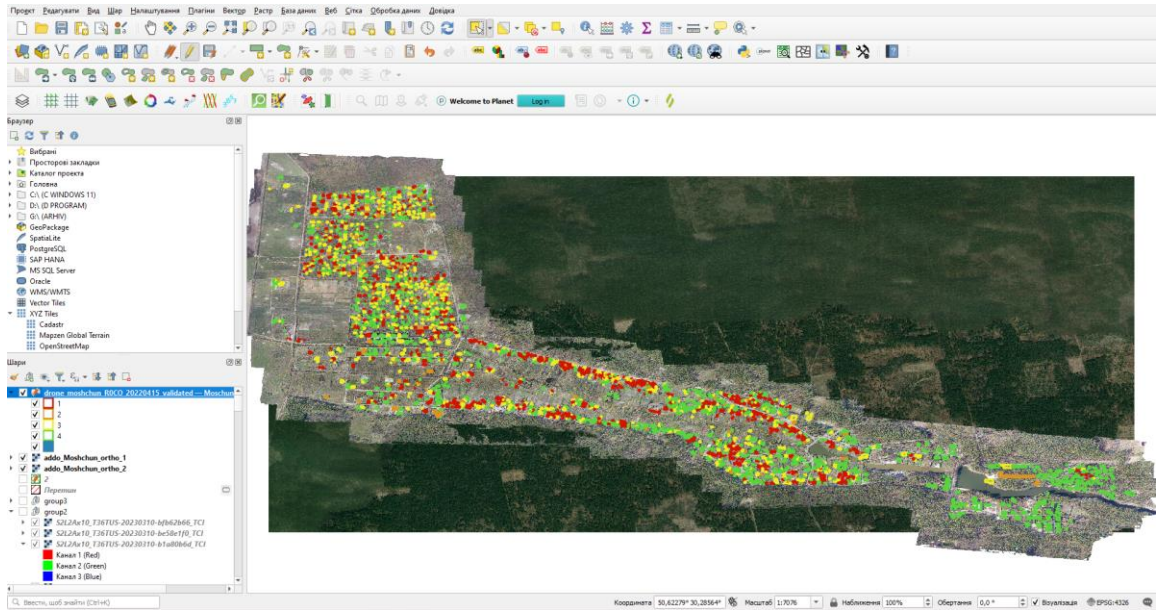 Проєкт Редагувати Вид Шар Налаштування Плагіни Вектор Растр База даних Веб Сітка Обробка даних Довідка
Welcome to Planet Log in
Браузер
Вибрані
Просторові закладки
Каталог проекта
Головна
C:\ (C WINDOWS 11)
D:\ (D PROGRAM)
G:\ (ARHIV)
GeoPackage
SpatiaLite
PostgreSQL
SAP HANA
MS SQL Server
Oracle
WMS/WMTS
Vector Tiles
XYZ Tiles
Cadastr
Mapzen Global Terrain
OpenStreetMap
Шари
drone_moshchun_R0CO_20220415_validated — Moschun
1
2
3
4
addo_Moshchun_ortho_1
addo_Moshchun_ortho_2
2
Перетин
group3
group2
S2L2Ax10_T36TUS-20230310-bfb62b66_TCI
S2L2Ax10_T36TUS-20230310-be58e1f0_TCI
S2L2Ax10_T36TUS-20230310-b1a80b6d_TCI
Канал 1 (Red)
Канал 2 (Green)
Канал 3 (Blue)
Ввести, щоб знайти (Ctrl+K) Координата 50,62279° 30,28564° Масштаб 1:7076 Наближення 100% Обертання 0,0 ° Візуалізація EPSG:4326